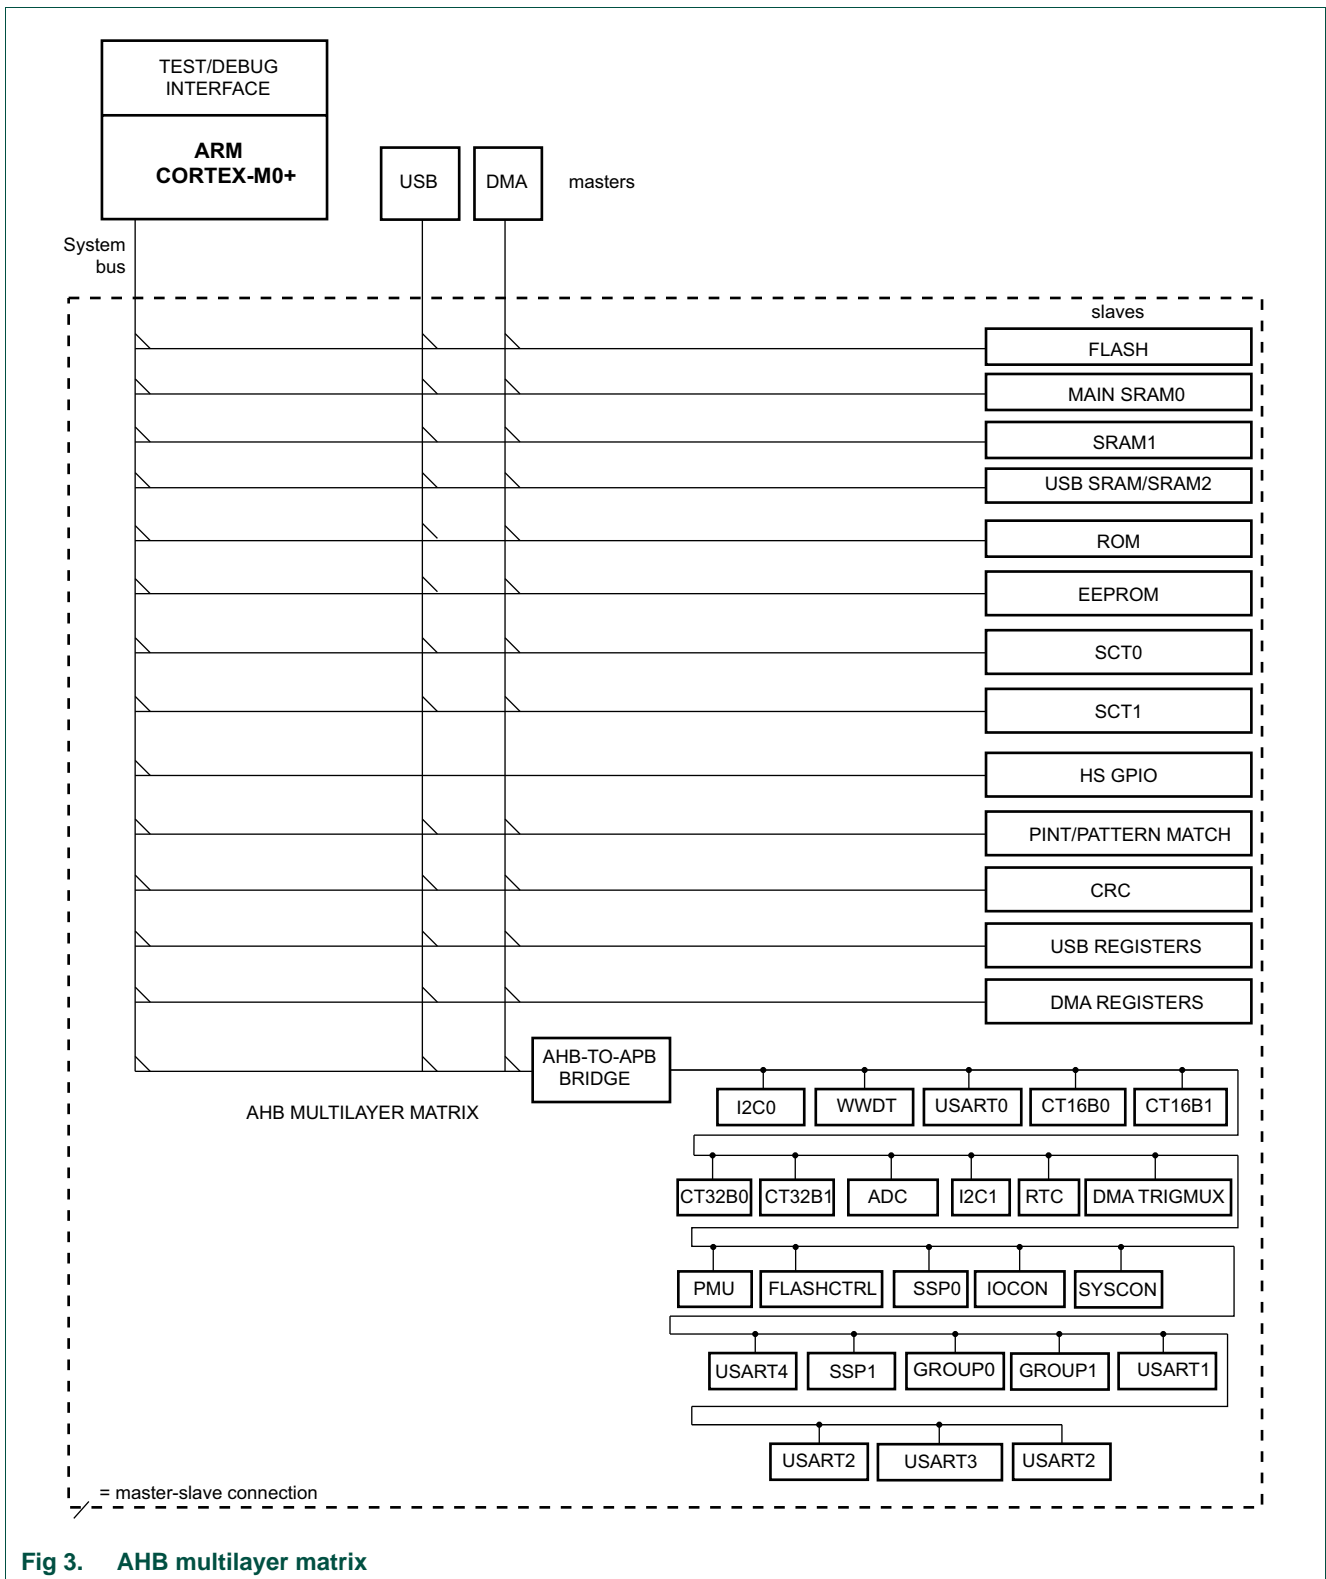 TEST/DEBUG
INTERFACE
ARM
CORTEX-M0+
USB
DMA
masters
System
bus
slaves
FLASH
MAIN SRAM0
SRAM1
USB SRAM/SRAM2
ROM
EEPROM
SCT0
SCT1
HS GPIO
PINT/PATTERN MATCH
CRC
USB REGISTERS
DMA REGISTERS
AHB-TO-APB
BRIDGE
AHB MULTILAYER MATRIX
I2C0
WWDT
USART0
CT16B0
CT16B1
CT32B0
CT32B1
ADC
I2C1
RTC
DMA TRIGMUX
PMU
FLASHCTRL
SSP0
IOCON
SYSCON
USART4
SSP1
GROUP0
GROUP1
USART1
USART2
USART3
USART2
= master-slave connection
Fig 3. AHB multilayer matrix